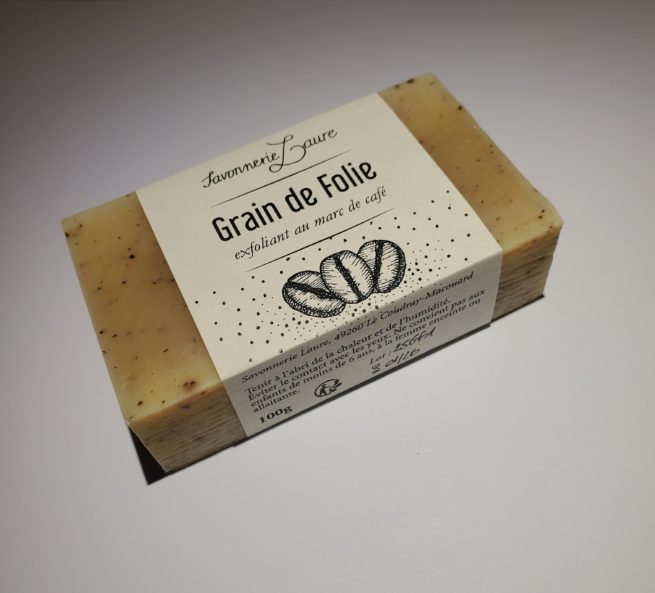 Savonnerie Laure
Grain de Folie
exfoliant au marc de café
Savonnerie Laure, 49260 Le Coudray-Macouard
Tenir à l'abri de la chaleur et de l'humidité.
Éviter le contact avec les yeux. Ne convient pas aux
enfants de moins de 6 ans, à la femme enceinte ou
allaitante.
Lot :
01/26
100g